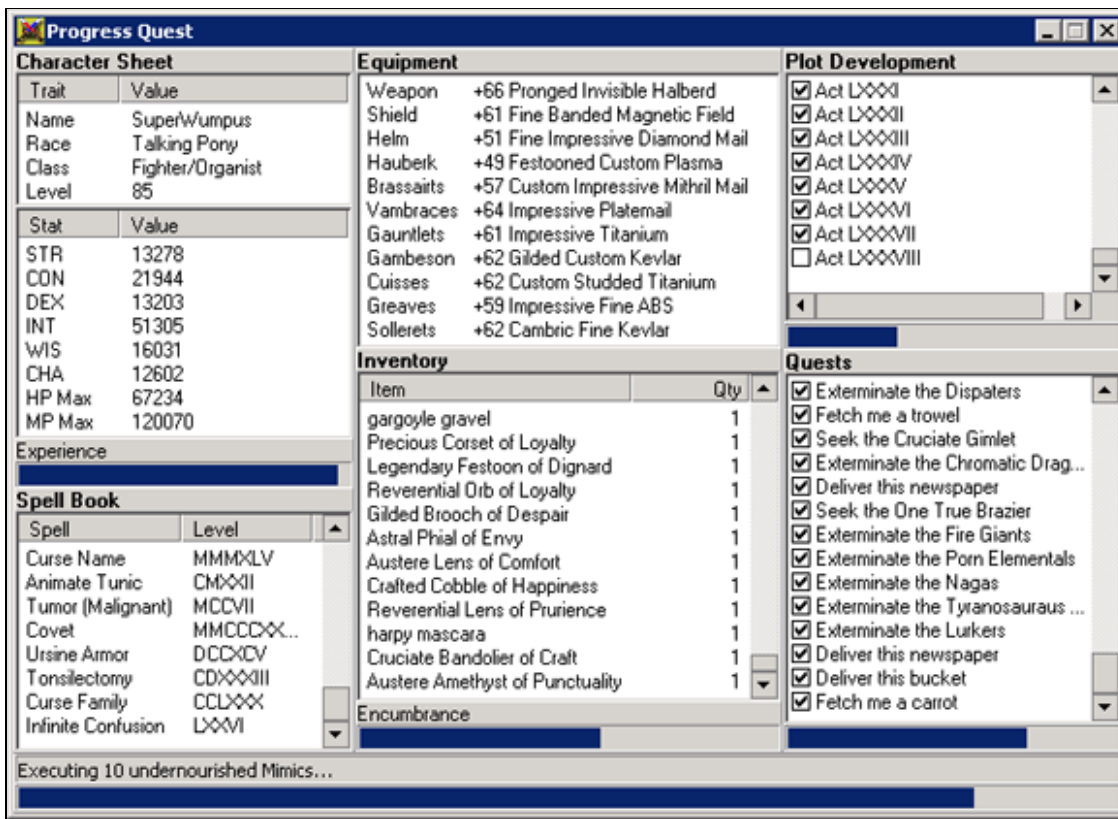 Progress Quest
Character Sheet
Trait Value
Name SuperWumpus
Race Talking Pony
Class Fighter/Organist
Level 85
Stat Value
STR 13278
CON 21944
DEX 13203
INT 51305
WIS 16031
CHA 12602
HP Max 67234
MP Max 120070
Experience
Spell Book
Spell Level
Curse Name MMMXLV
Animate Tunic CMXXII
Tumor (Malignant) MCCVII
Covet MMCCCXX...
Ursine Armor DCCXCV
Tonsilectomy CDXXXIII
Curse Family CCLXXX
Infinite Confusion LXXVI
Equipment
Weapon +66 Pronged Invisible Halberd
Shield +61 Fine Banded Magnetic Field
Helm +51 Fine Impressive Diamond Mail
Hauberk +49 Festooned Custom Plasma
Brassairts +57 Custom Impressive Mithril Mail
Vambraces +64 Impressive Platemail
Gauntlets +61 Impressive Titanium
Gambeson +62 Gilded Custom Kevlar
Cuisses +62 Custom Studded Titanium
Greaves +59 Impressive Fine ABS
Sollerets +62 Cambric Fine Kevlar
Inventory
Item Qty
gargoyle gravel 1
Precious Corset of Loyalty 1
Legendary Festoon of Dignard 1
Reverential Orb of Loyalty 1
Gilded Brooch of Despair 1
Astral Phial of Envy 1
Austere Lens of Comfort 1
Crafted Cobble of Happiness 1
Reverential Lens of Prurience 1
harpy mascara 1
Cruciate Bandolier of Craft 1
Austere Amethyst of Punctuality 1
Encumbrance
Plot Development
Act LXXXI
Act LXXXII
Act LXXXIII
Act LXXXIV
Act LXXXV
Act LXXXVI
Act LXXXVII
Act LXXXVIII
Quests
Exterminate the Dispaters
Fetch me a trowel
Seek the Cruciate Gimlet
Exterminate the Chromatic Drag...
Deliver this newspaper
Seek the One True Brazier
Exterminate the Fire Giants
Exterminate the Porn Elementals
Exterminate the Nagas
Exterminate the Tyranosauraus ...
Exterminate the Lurkers
Deliver this newspaper
Deliver this bucket
Fetch me a carrot
Executing 10 undernourished Mimics...